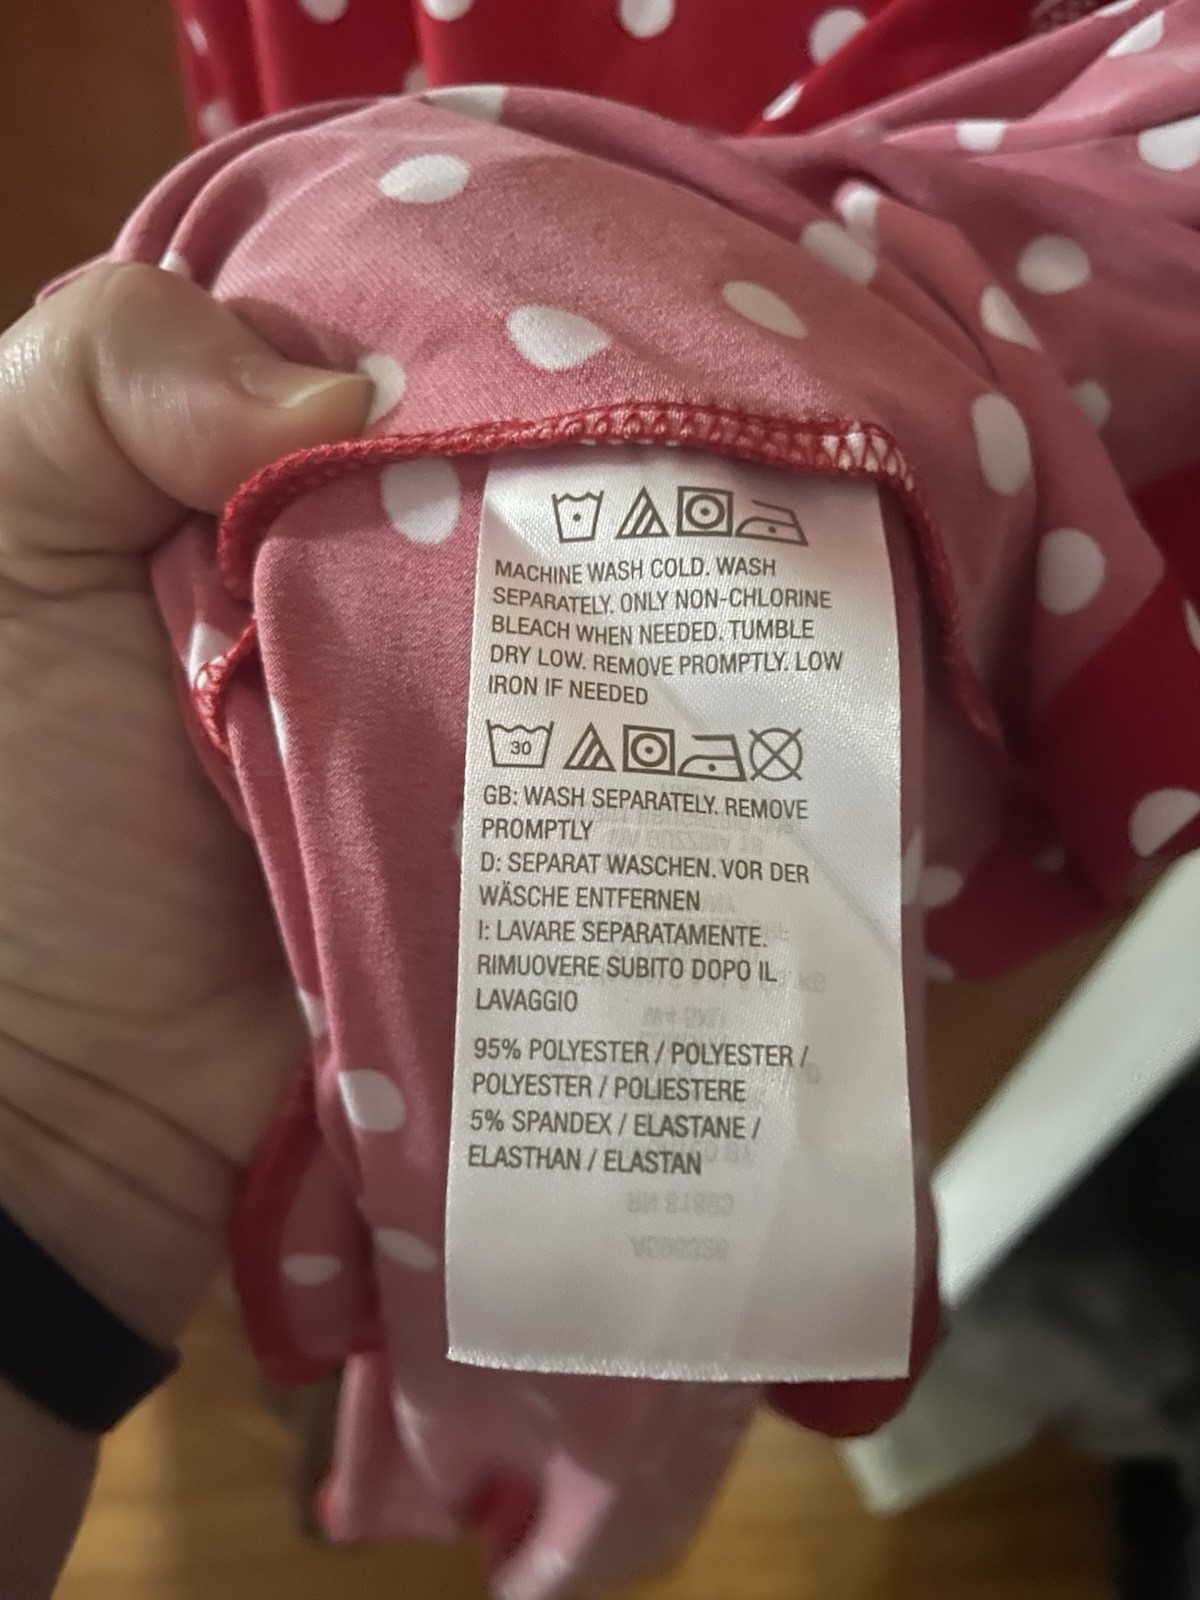 MACHINE WASH COLD. WASH
SEPARATELY. ONLY NON-CHLORINE
BLEACH WHEN NEEDED. TUMBLE
DRY LOW. REMOVE PROMPTLY. LOW
IRON IF NEEDED
30
GB: WASH SEPARATELY. REMOVE
PROMPTLY
D: SEPARAT WASCHEN. VOR DER
WÄSCHE ENTFERNEN
I: LAVARE SEPARATAMENTE.
RIMUOVERE SUBITO DOPO IL
LAVAGGIO
95% POLYESTER / POLYESTER /
POLYESTER / POLIESTERE
5% SPANDEX / ELASTANE /
ELASTHAN / ELASTAN